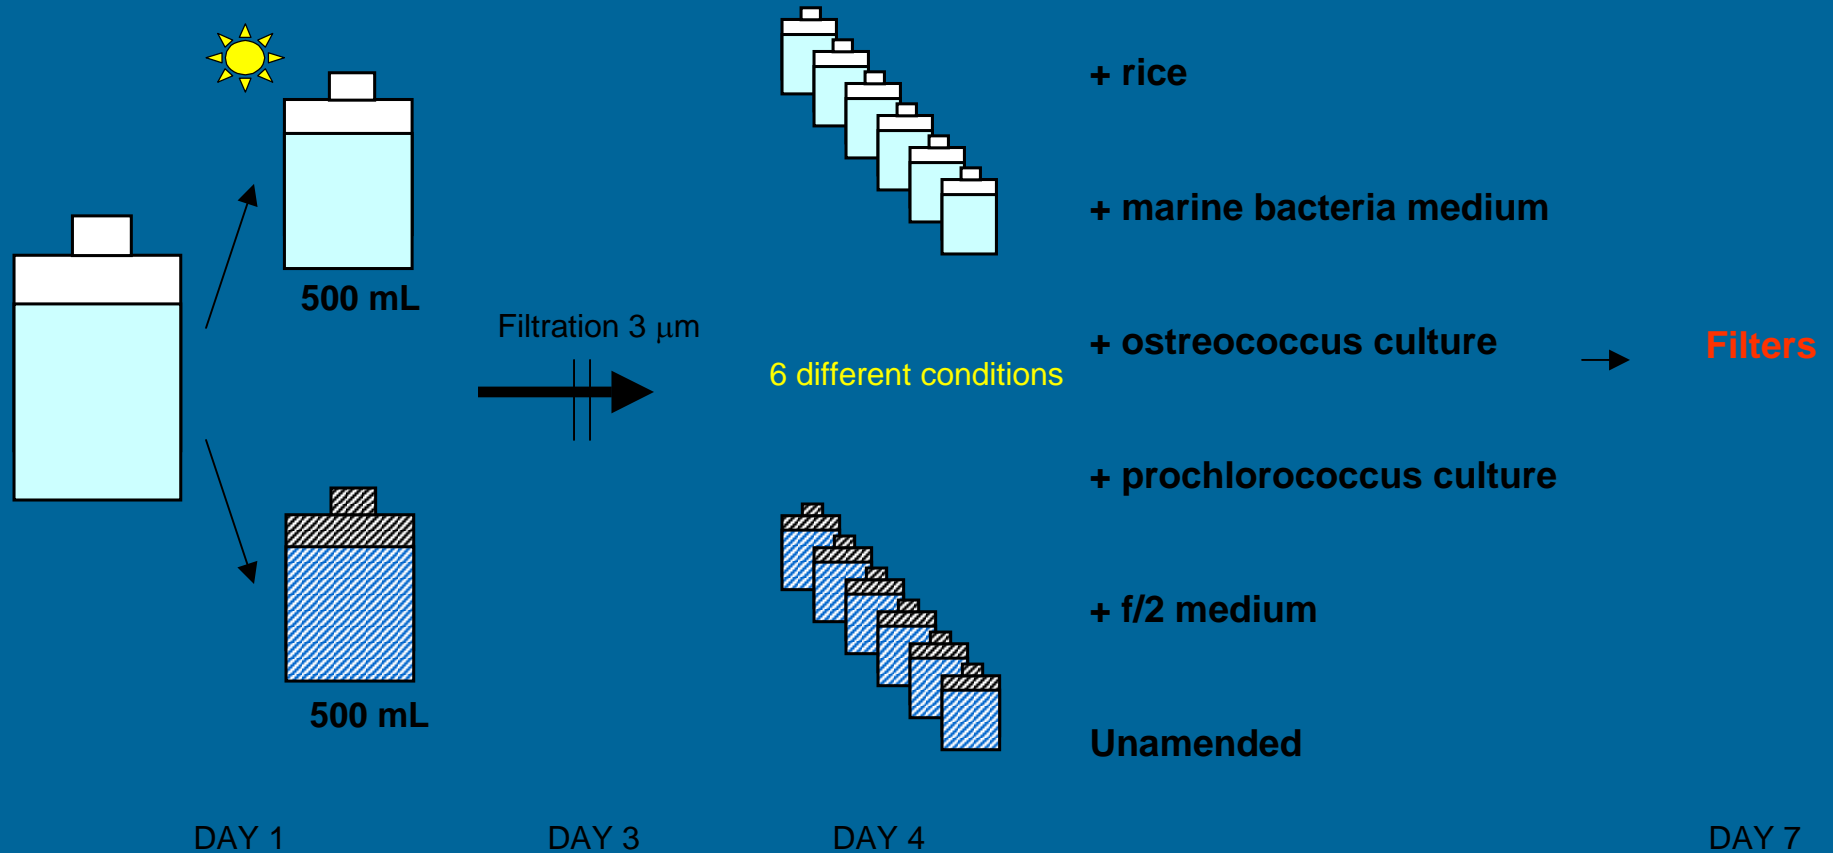 500 mL
500 mL
Filtration 3 μm
6 different conditions
+ rice
+ marine bacteria medium
+ ostreococcus culture
+ prochlorococcus culture
+ f/2 medium
Unamended
Filters
DAY 1
DAY 3
DAY 4
DAY 7